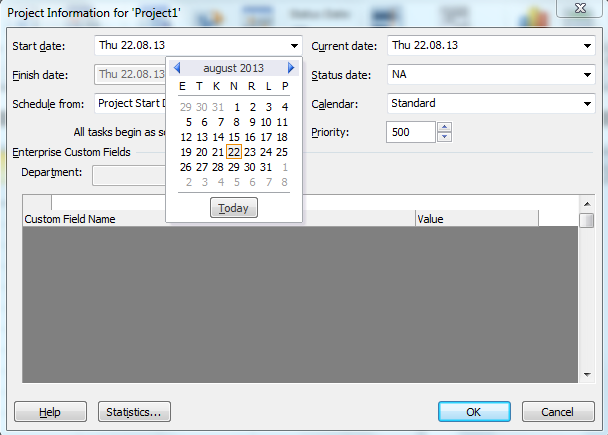 Project Information for 'Project1'
Start date: Thu 22.08.13 Current date: Thu 22.08.13
Finish date: Thu 22.08.13 Status date: NA
Schedule from: Project Start D Calendar: Standard
All tasks begin as so Priority: 500
august 2013
E T K N R L P
29 30 31 1 2 3 4
5 6 7 8 9 10 11
12 13 14 15 16 17 18
19 20 21 22 23 24 25
26 27 28 29 30 31 1
2 3 4 5 6 7 8
Today
Enterprise Custom Fields
Department:
Custom Field Name Value
Help Statistics... OK Cancel